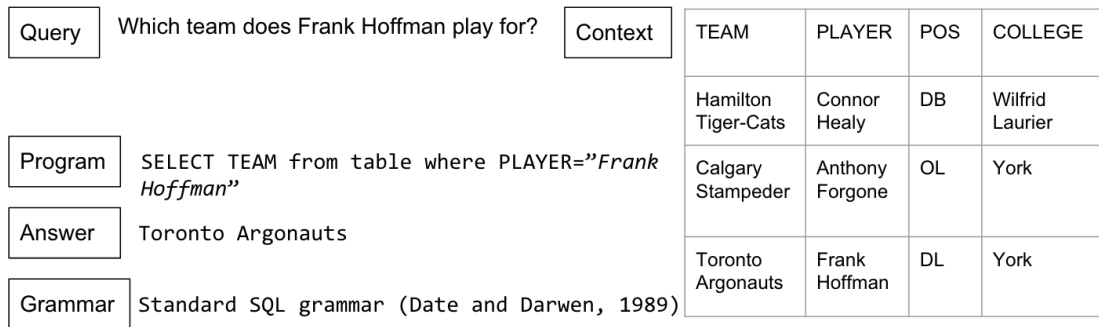 Query
Which team does Frank Hoffman play for?
Context
Program
SELECT TEAM from table where PLAYER=”Frank
Hoffman”
Answer
Toronto Argonauts
Grammar
Standard SQL grammar (Date and Darwen, 1989)
TEAM PLAYER POS COLLEGE
Hamilton Connor DB Wilfrid
Tiger-Cats Healy Laurier
Calgary Anthony OL York
Stampeder Forgone
Toronto Frank DL York
Argonauts Hoffman